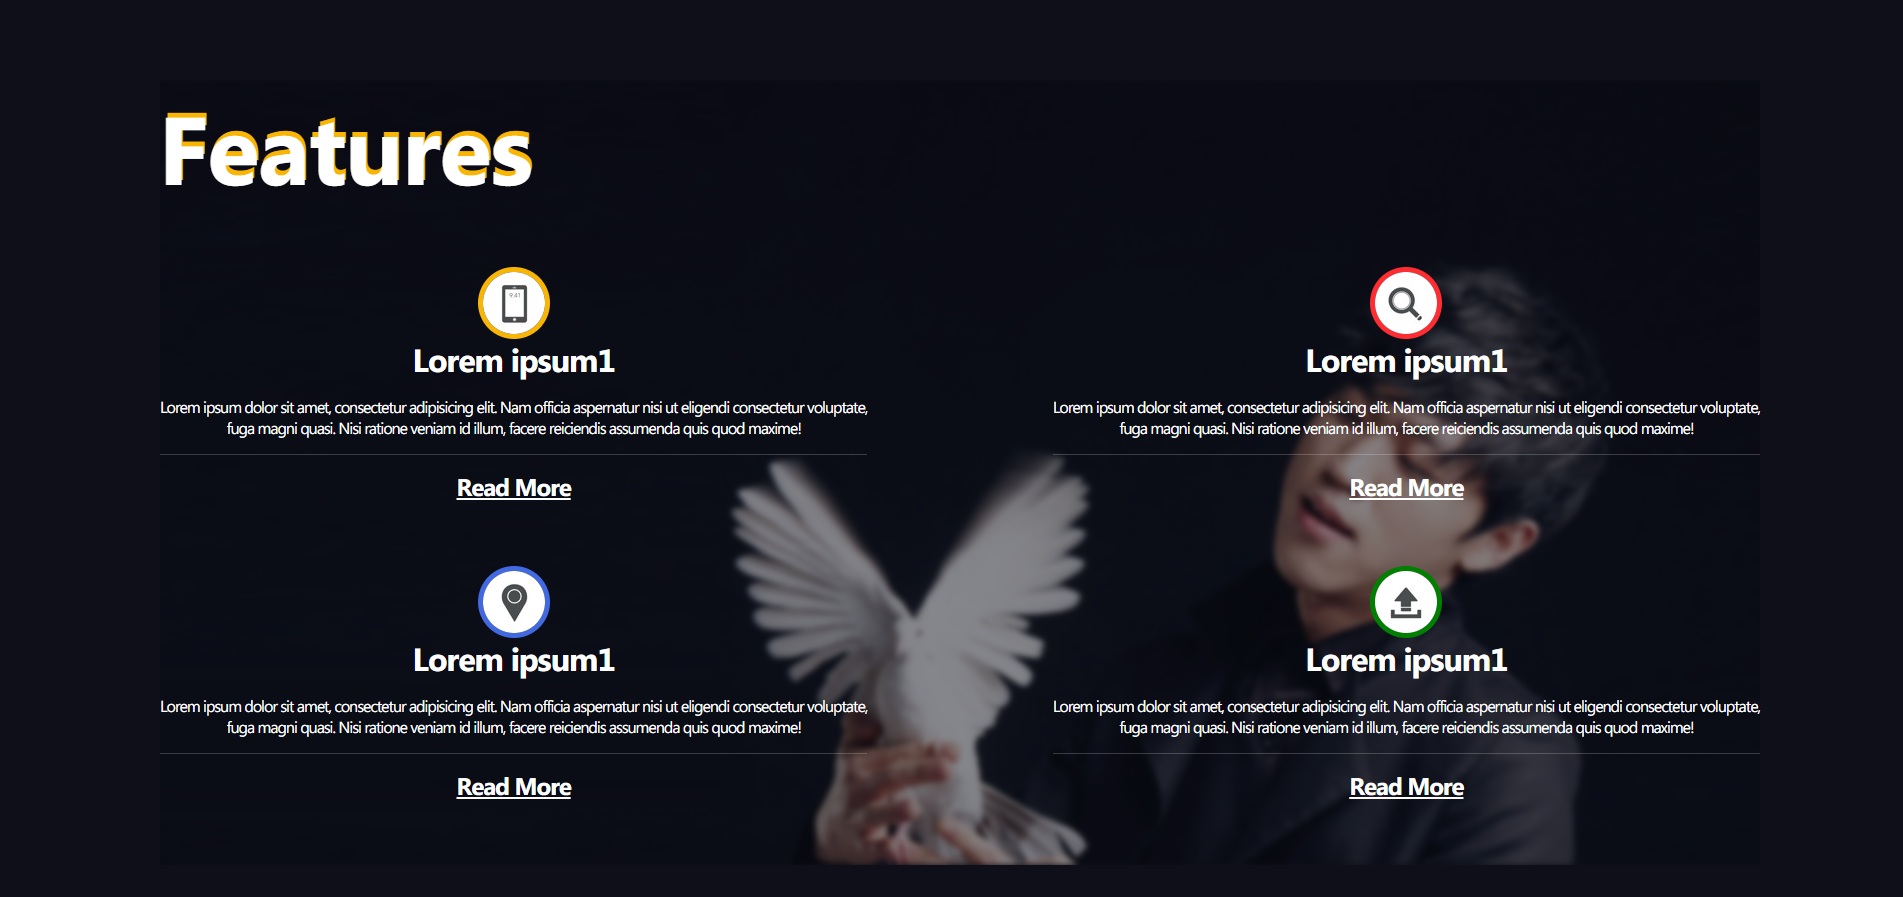 Features
9:41
Lorem ipsum1
Lorem ipsum dolor sit amet, consectetur adipisicing elit. Nam officia aspernatur nisi ut eligendi consectetur voluptate,
fuga magni quasi. Nisi ratione veniam id illum, facere reiciendis assumenda quis quod maxime!
Read More
Lorem ipsum1
Lorem ipsum dolor sit amet, consectetur adipisicing elit. Nam officia aspernatur nisi ut eligendi consectetur voluptate,
fuga magni quasi. Nisi ratione veniam id illum, facere reiciendis assumenda quis quod maxime!
Read More
Lorem ipsum1
Lorem ipsum dolor sit amet, consectetur adipisicing elit. Nam officia aspernatur nisi ut eligendi consectetur voluptate,
fuga magni quasi. Nisi ratione veniam id illum, facere reiciendis assumenda quis quod maxime!
Read More
Lorem ipsum1
Lorem ipsum dolor sit amet, consectetur adipisicing elit. Nam officia aspernatur nisi ut eligendi consectetur voluptate,
fuga magni quasi. Nisi ratione veniam id illum, facere reiciendis assumenda quis quod maxime!
Read More